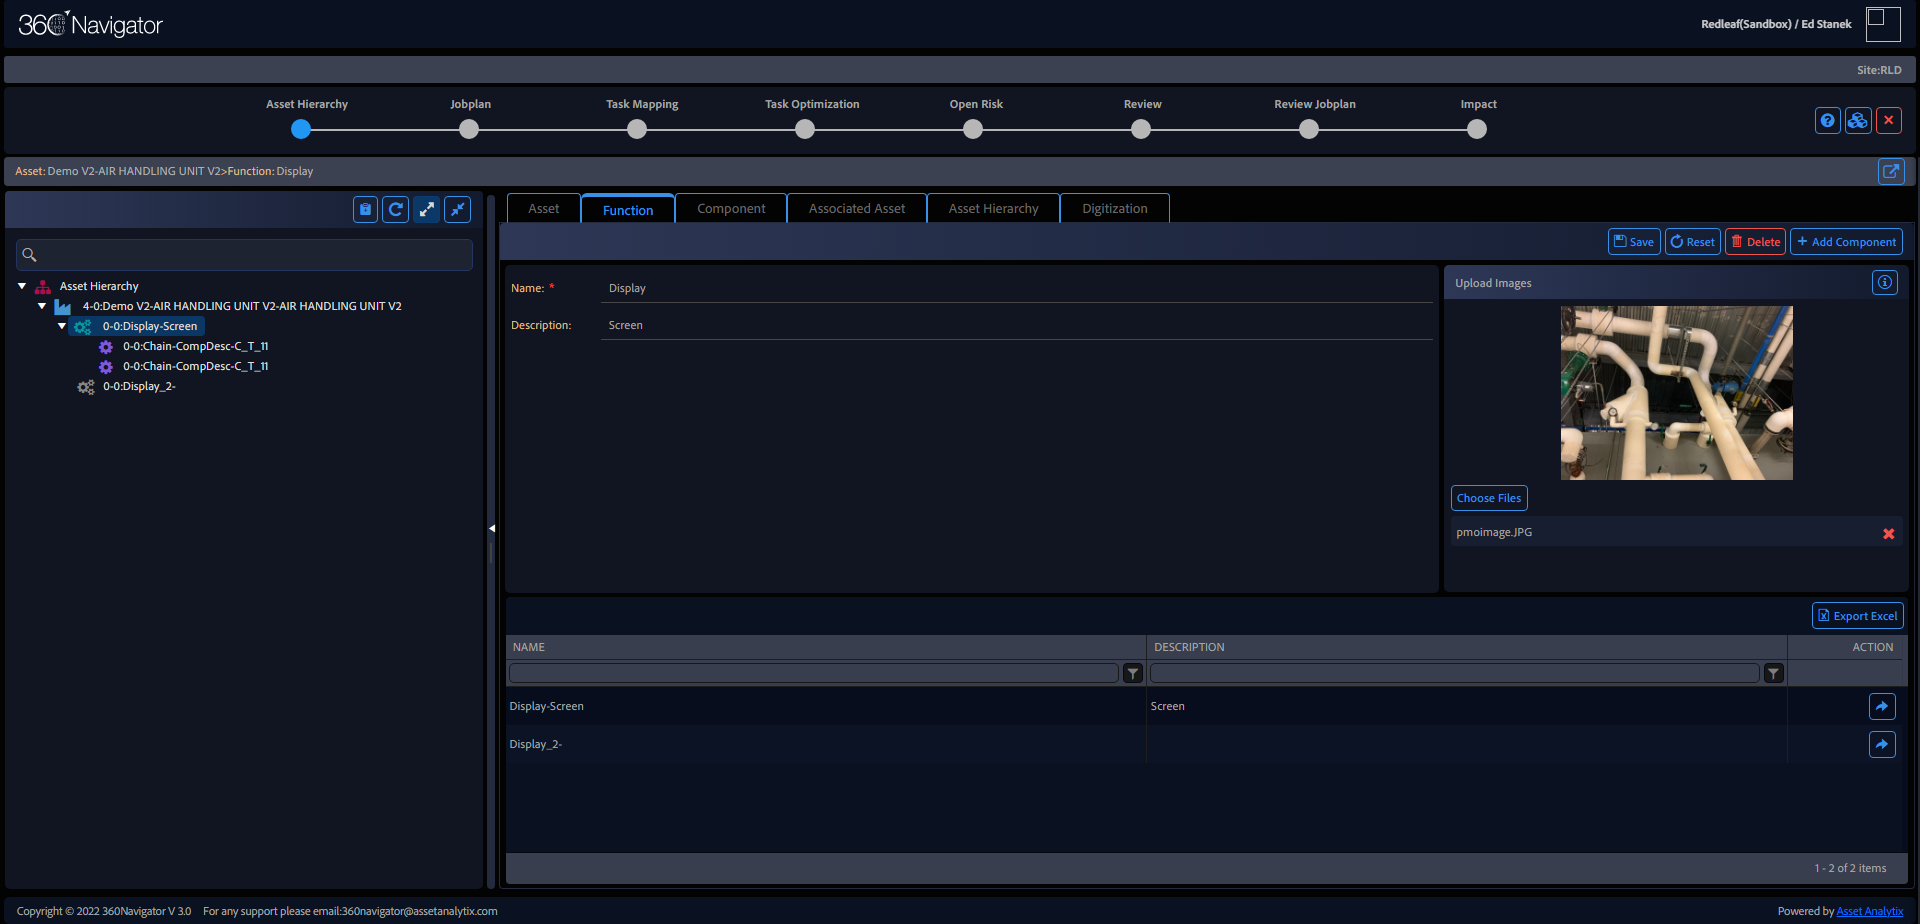 360 Navigator
Redleaf(Sandbox) / Ed Stanek
Site:RLD
Asset Hierarchy
Jobplan
Task Mapping
Task Optimization
Open Risk
Review
Review Jobplan
Impact
Asset: Demo V2-AIR HANDLING UNIT V2>Function: Display
Asset
Function
Component
Associated Asset
Asset Hierarchy
Digitization
Save
Reset
Delete
+ Add Component
Asset Hierarchy
4-0:Demo V2-AIR HANDLING UNIT V2-AIR HANDLING UNIT V2
0-0:Display-Screen
0-0:Chain-CompDesc-C_T_11
0-0:Chain-CompDesc-C_T_11
0-0:Display_2-
Name: * Display
Description: Screen
Upload Images
Choose Files
pmoimage.JPG
Export Excel
NAME DESCRIPTION ACTION
Display-Screen Screen
Display_2-
1 - 2 of 2 items
Copyright © 2022 360Navigator V 3.0 For any support please email:360navigator@assetanalytix.com
Powered by Asset Analytix